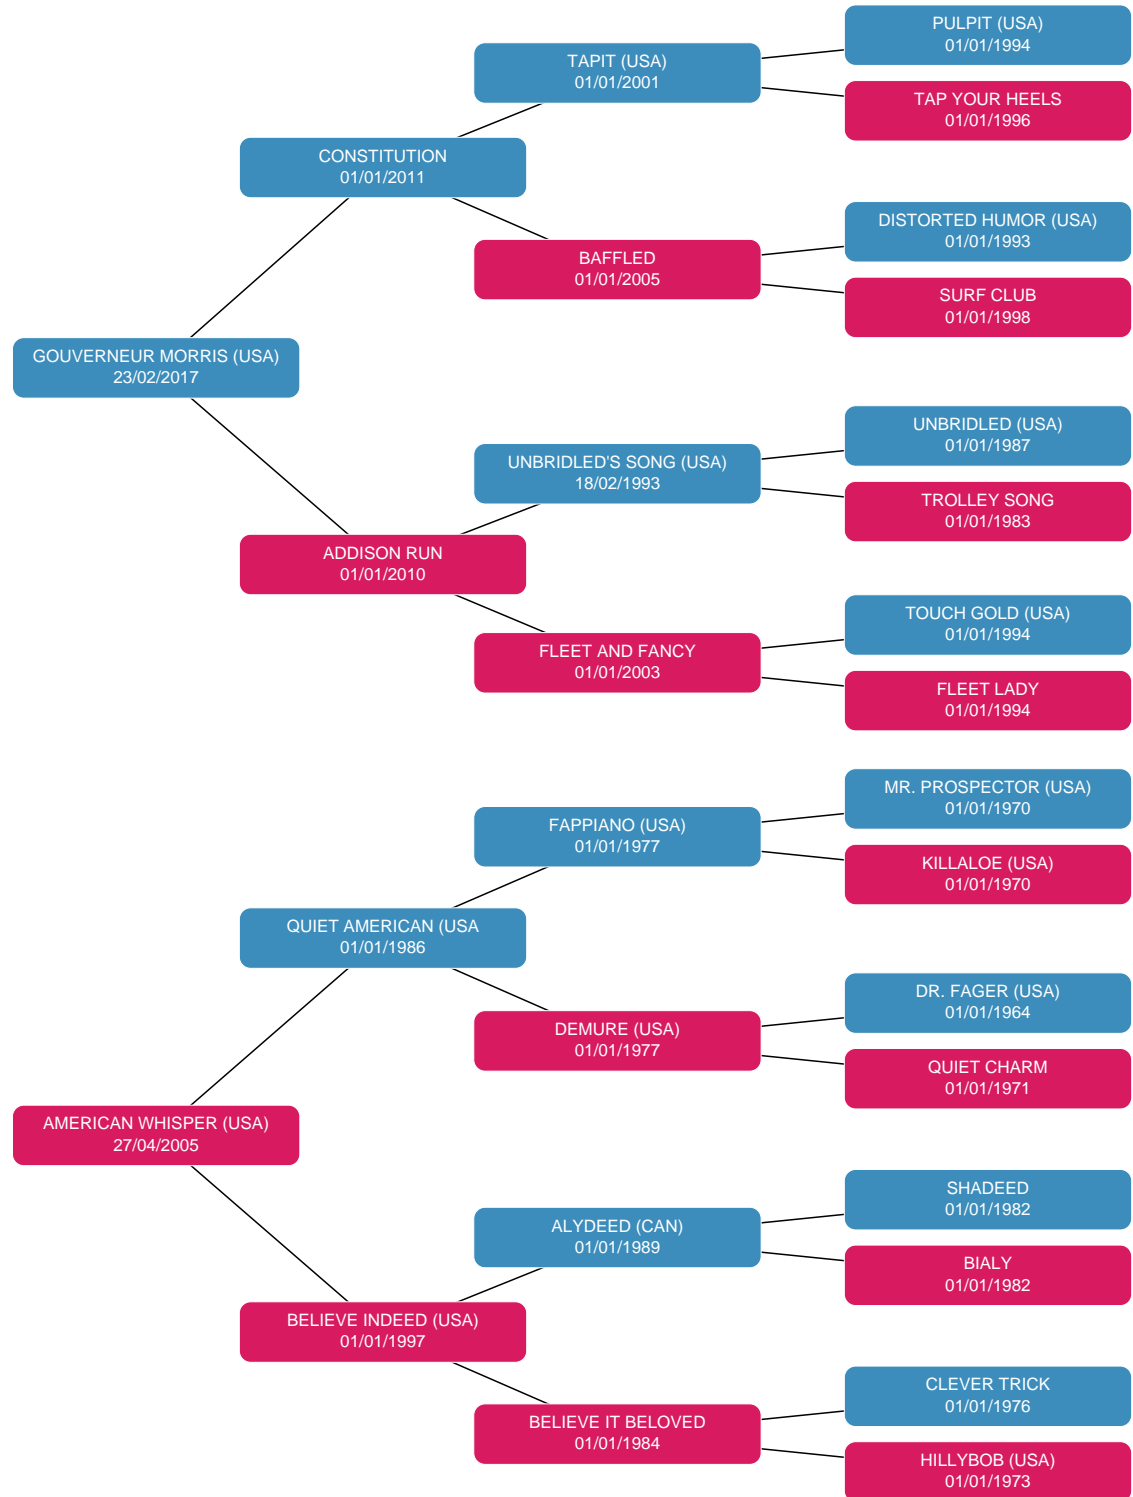 PULPIT (USA)
01/01/1994
TAPIT (USA)
01/01/2001
TAP YOUR HEELS
01/01/1996
CONSTITUTION
01/01/2011
DISTORTED HUMOR (USA)
01/01/1993
BAFFLED
01/01/2005
SURF CLUB
01/01/1998
GOUVERNEUR MORRIS (USA)
23/02/2017
UNBRIDLED (USA)
01/01/1987
UNBRIDLED'S SONG (USA)
18/02/1993
TROLLEY SONG
01/01/1983
ADDISON RUN
01/01/2010
TOUCH GOLD (USA)
01/01/1994
FLEET AND FANCY
01/01/2003
FLEET LADY
01/01/1994
MR. PROSPECTOR (USA)
01/01/1970
FAPPIANO (USA)
01/01/1977
KILLALOE (USA)
01/01/1970
QUIET AMERICAN (USA
01/01/1986
DR. FAGER (USA)
01/01/1964
DEMURE (USA)
01/01/1977
QUIET CHARM
01/01/1971
AMERICAN WHISPER (USA)
27/04/2005
SHADEED
01/01/1982
ALYDEED (CAN)
01/01/1989
BIALY
01/01/1982
BELIEVE INDEED (USA)
01/01/1997
CLEVER TRICK
01/01/1976
BELIEVE IT BELOVED
01/01/1984
HILLYBOB (USA)
01/01/1973